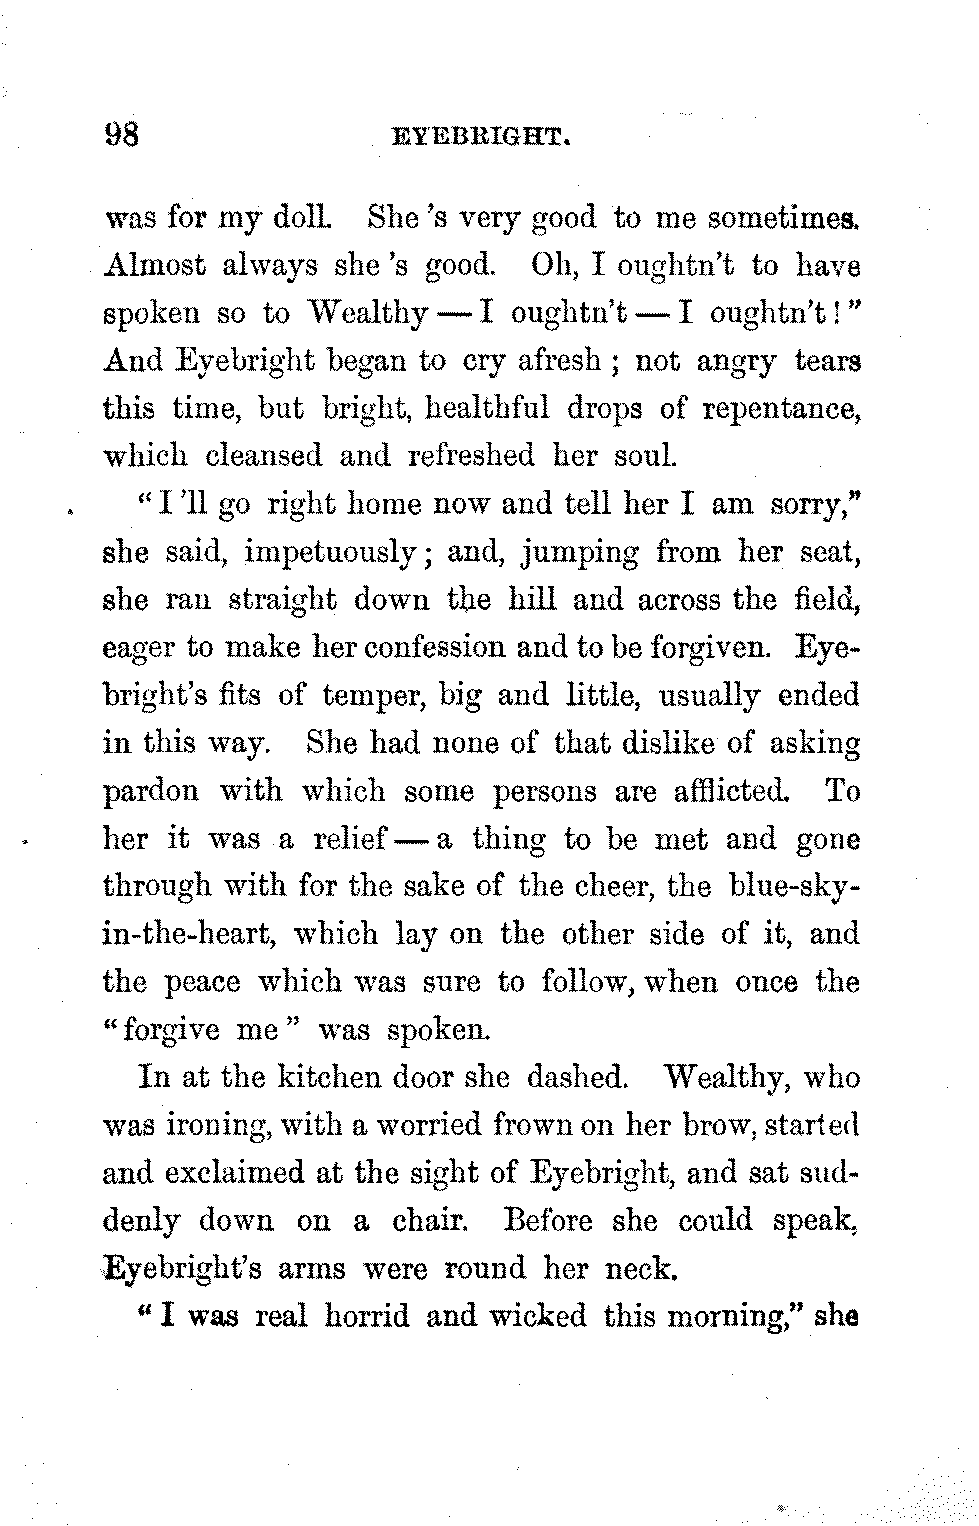 98 EYEBRIGHT.
was for my doll. She 's very good to me sometimes.
Almost always she 's good. Oh, I oughtn't to have
spoken so to Wealthy — I oughtn't — I oughtn't! "
And Eyebright began to cry afresh ; not angry tears
this time, but bright, healthful drops of repentance,
which cleansed and refreshed her soul.
" I 'll go right home now and tell her I am sorry,"
she said, impetuously ; and, jumping from her seat,
she ran straight down the hill and across the field,
eager to make her confession and to be forgiven. Eye-
bright's fits of temper, big and little, usually ended
in this way. She had none of that dislike of asking
pardon with which some persons are afflicted. To
her it was a relief — a thing to be met and gone
through with for the sake of the cheer, the blue-sky-
in-the-heart, which lay on the other side of it, and
the peace which was sure to follow, when once the
" forgive me " was spoken.
In at the kitchen door she dashed. Wealthy, who
was ironing, with a worried frown on her brow, started
and exclaimed at the sight of Eyebright, and sat sud-
denly down on a chair. Before she could speak,
Eyebright's arms were round her neck.
" I was real horrid and wicked this morning," she